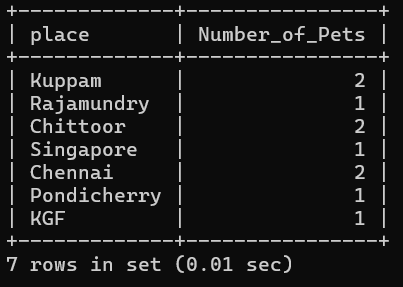 +-------------+----------------+
| place       | Number_of_Pets |
+-------------+----------------+
| Kuppam      |              2 |
| Rajamundry  |              1 |
| Chittoor    |              2 |
| Singapore   |              1 |
| Chennai     |              2 |
| Pondicherry |              1 |
| KGF         |              1 |
+-------------+----------------+
7 rows in set (0.01 sec)